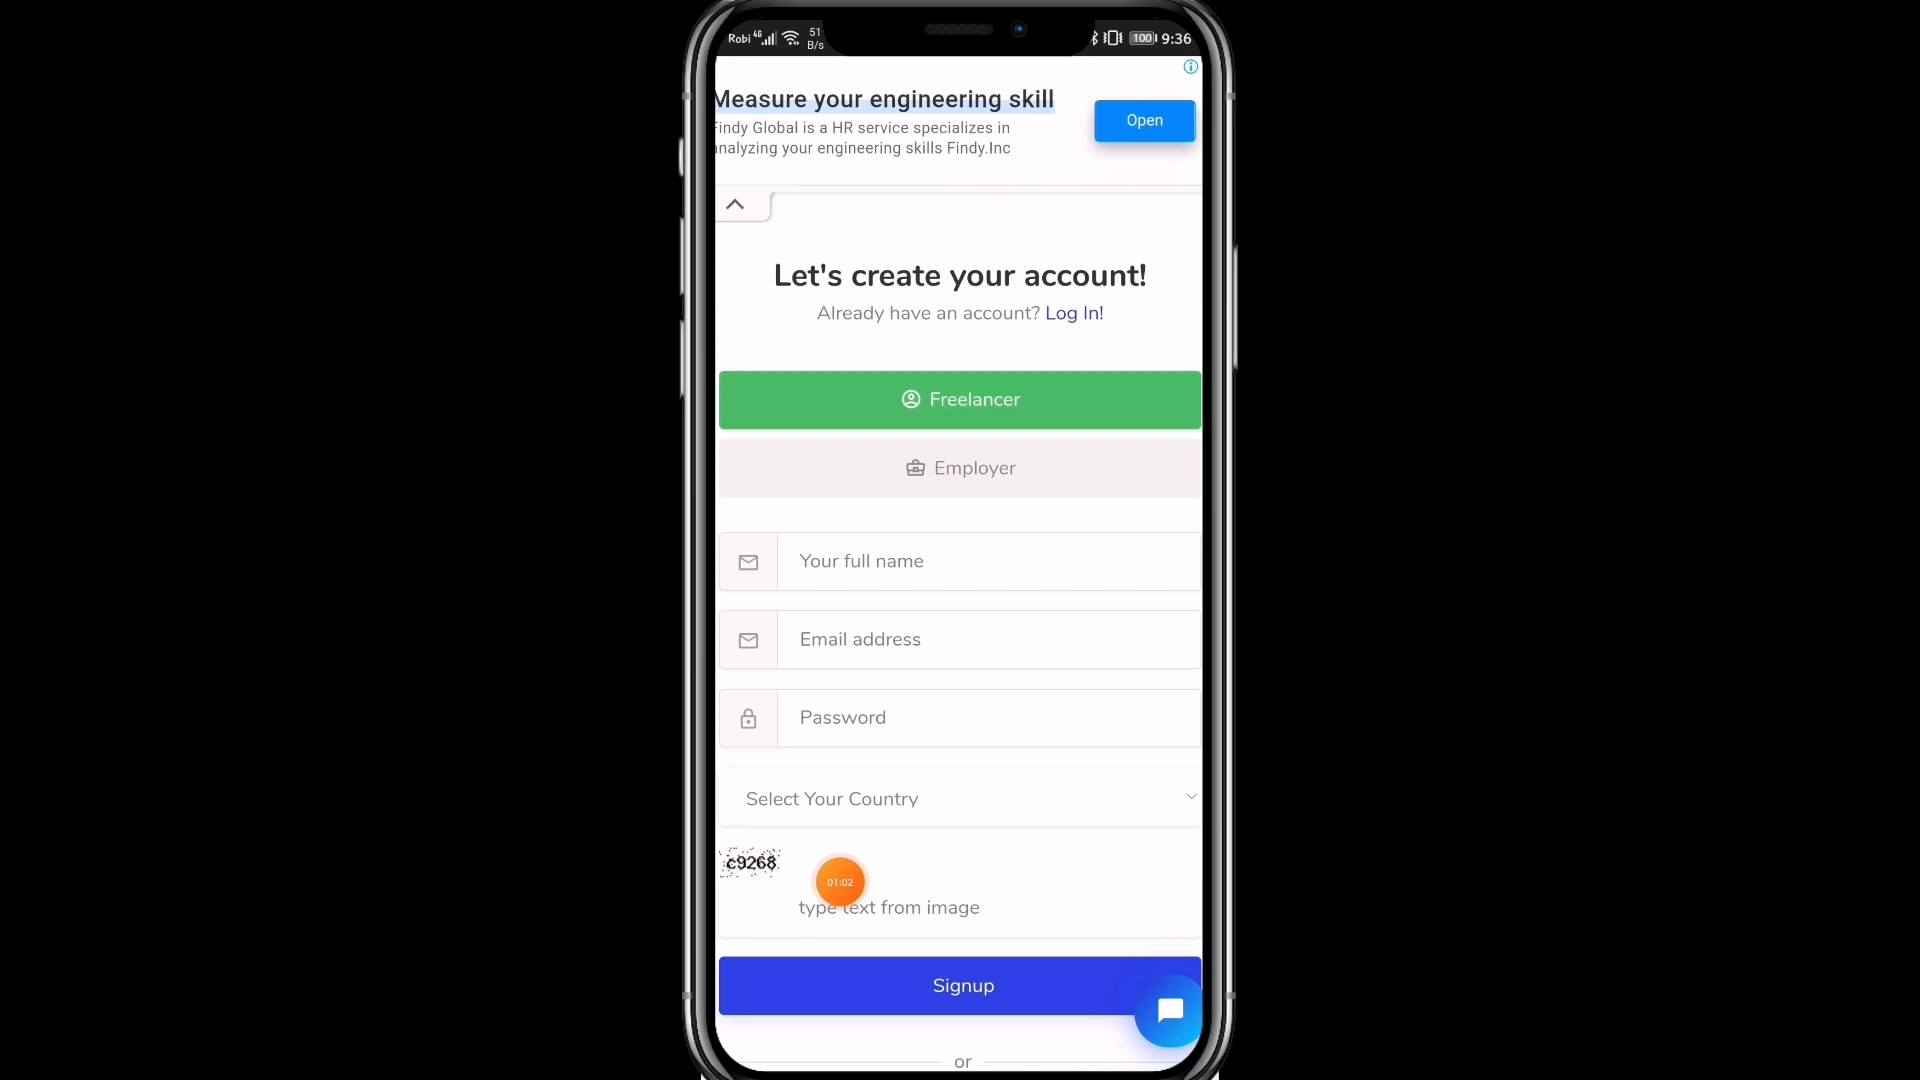 Robi 4G 51 B/s 100 9:36
Measure your engineering skill
Findy Global is a HR service specializes in
analyzing your engineering skills Findy.Inc
Open
Let's create your account!
Already have an account? Log In!
Freelancer
Employer
Your full name
Email address
Password
Select Your Country
c9268
01:02
type text from image
Signup
or